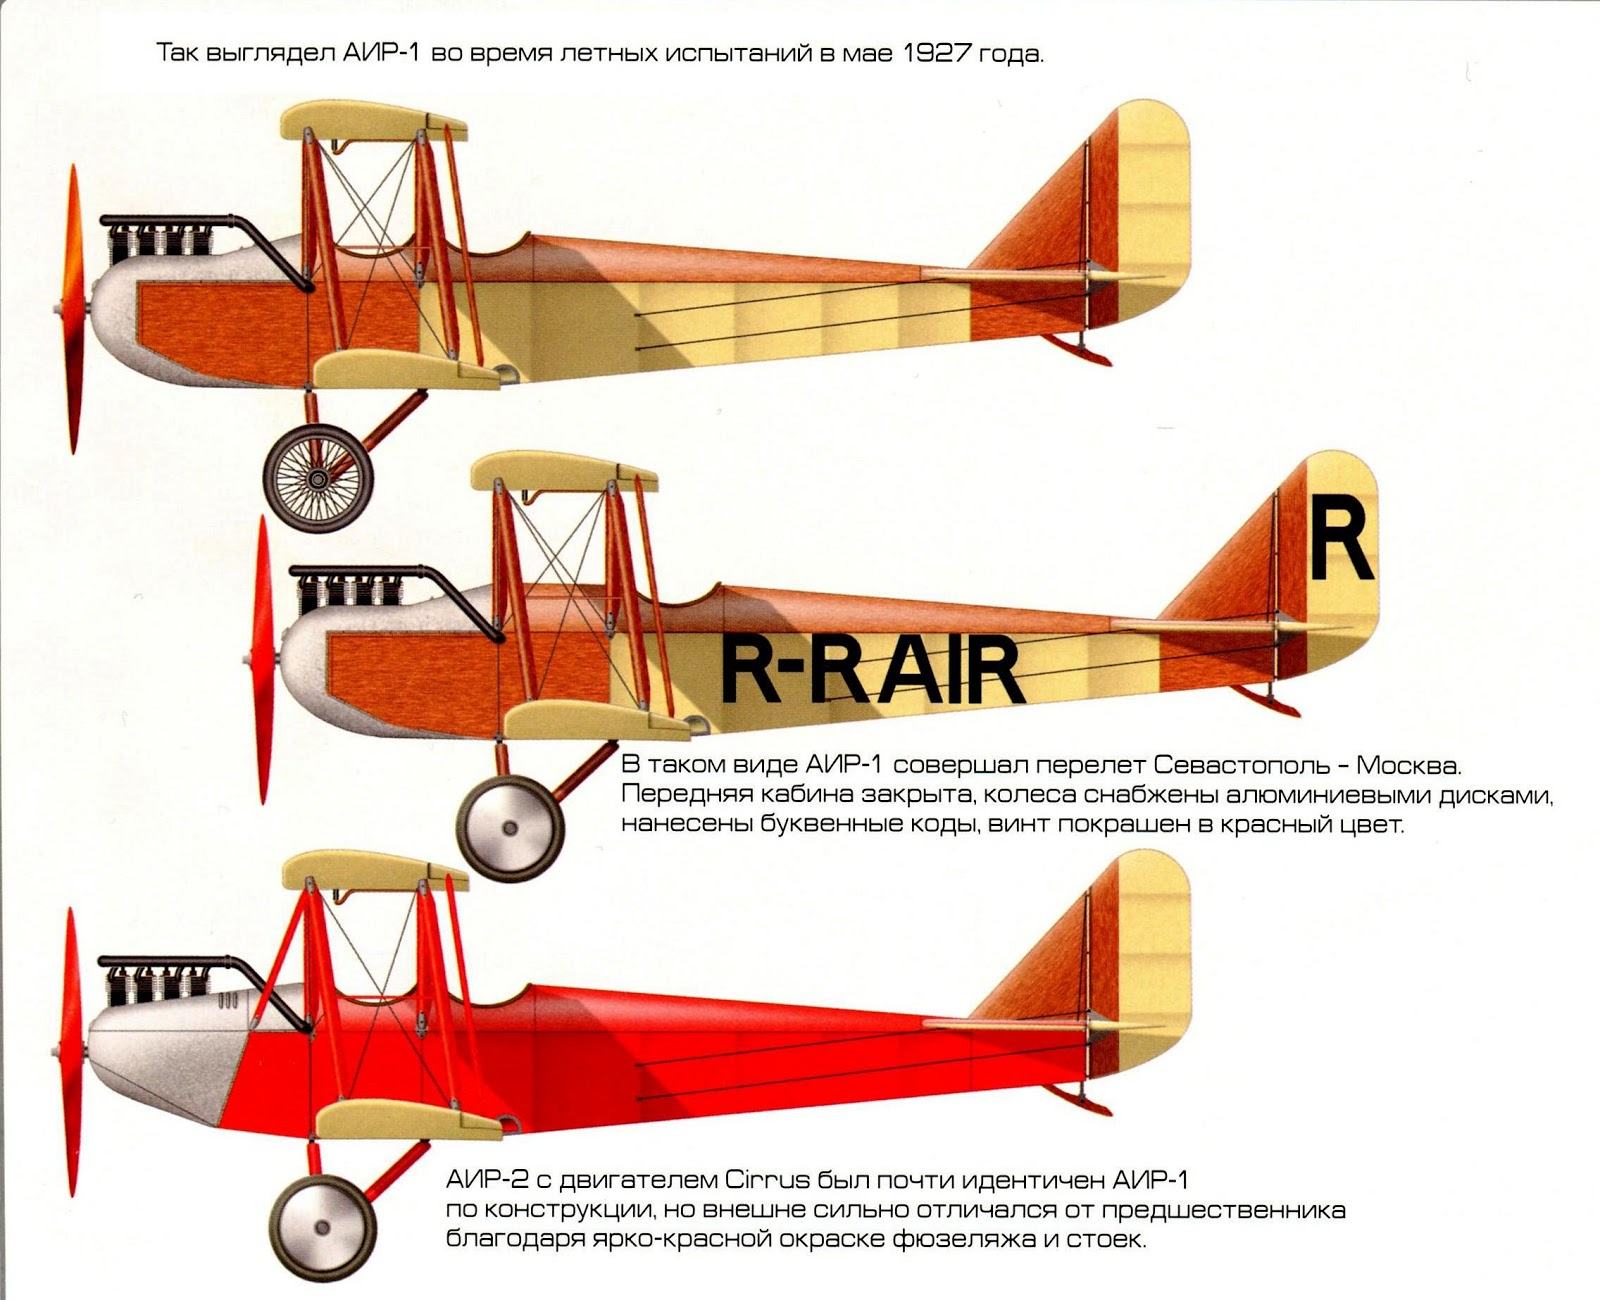 Так выглядел АИР-1 во время летных испытаний в мае 1927 года.
R
R-RAIR
В таком виде АИР-1 совершал перелет Севастополь - Москва.
Передняя кабина закрыта, колеса снабжены алюминиевыми дисками,
нанесены буквенные коды, винт покрашен в красный цвет.
АИР-2 с двигателем Cirrus был почти идентичен АИР-1
по конструкции, но внешне сильно отличался от предшественника
благодаря ярко-красной окраске фюзеляжа и стоек.